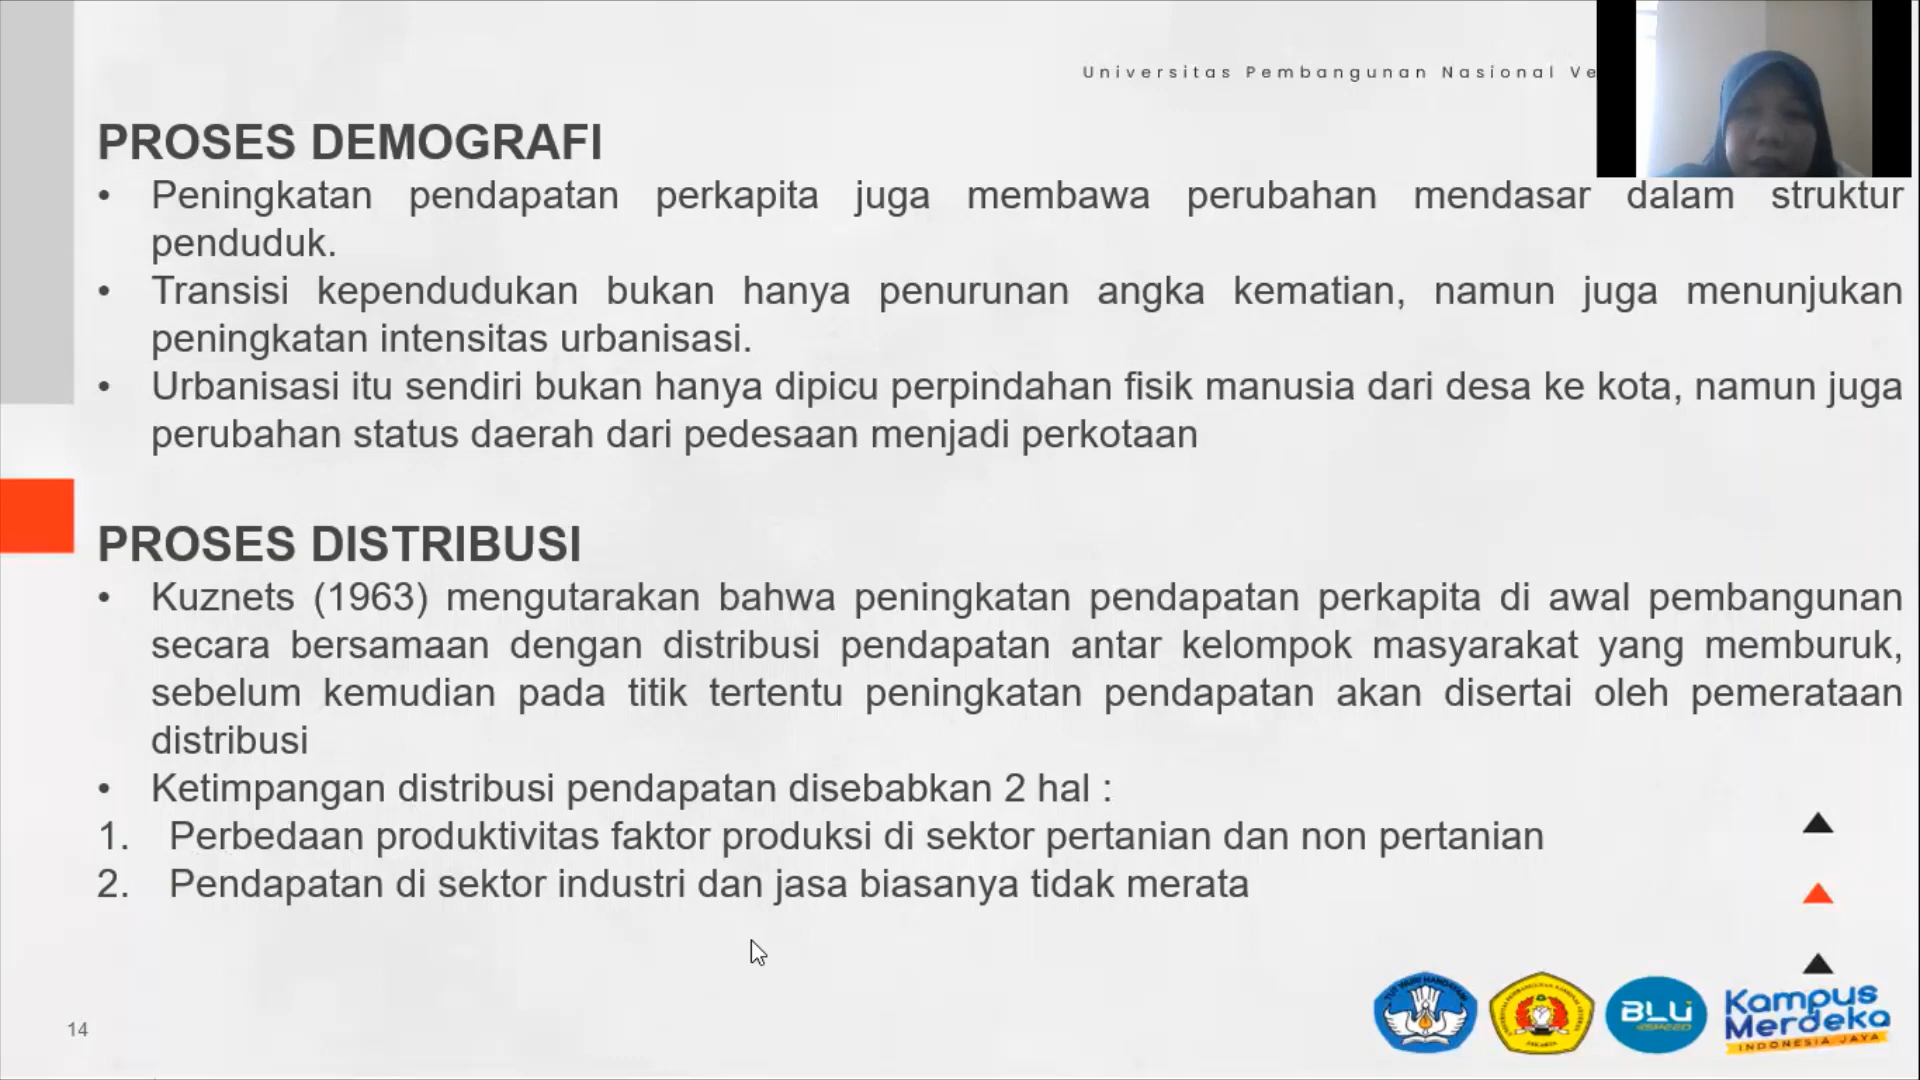 Universitas Pembangunan Nasional Ve
PROSES DEMOGRAFI
• Peningkatan pendapatan perkapita juga membawa perubahan mendasar dalam struktur
penduduk.
• Transisi kependudukan bukan hanya penurunan angka kematian, namun juga menunjukan
peningkatan intensitas urbanisasi.
• Urbanisasi itu sendiri bukan hanya dipicu perpindahan fisik manusia dari desa ke kota, namun juga
perubahan status daerah dari pedesaan menjadi perkotaan
PROSES DISTRIBUSI
• Kuznets (1963) mengutarakan bahwa peningkatan pendapatan perkapita di awal pembangunan
secara bersamaan dengan distribusi pendapatan antar kelompok masyarakat yang memburuk,
sebelum kemudian pada titik tertentu peningkatan pendapatan akan disertai oleh pemerataan
distribusi
• Ketimpangan distribusi pendapatan disebabkan 2 hal :
1. Perbedaan produktivitas faktor produksi di sektor pertanian dan non pertanian
2. Pendapatan di sektor industri dan jasa biasanya tidak merata
14
TUT WURI HANDAYANI
JAKARTA
BLU
Kampus
Merdeka
INDONESIA JAYA